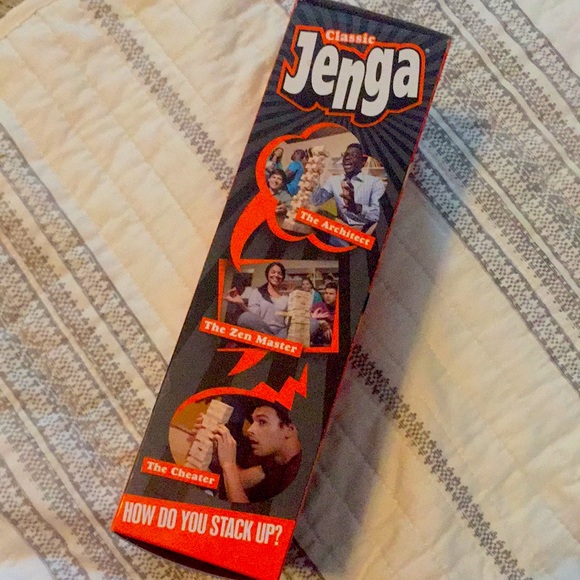 Classic
Jenga
The Architect
The Zen Master
The Cheater
HOW DO YOU STACK UP?